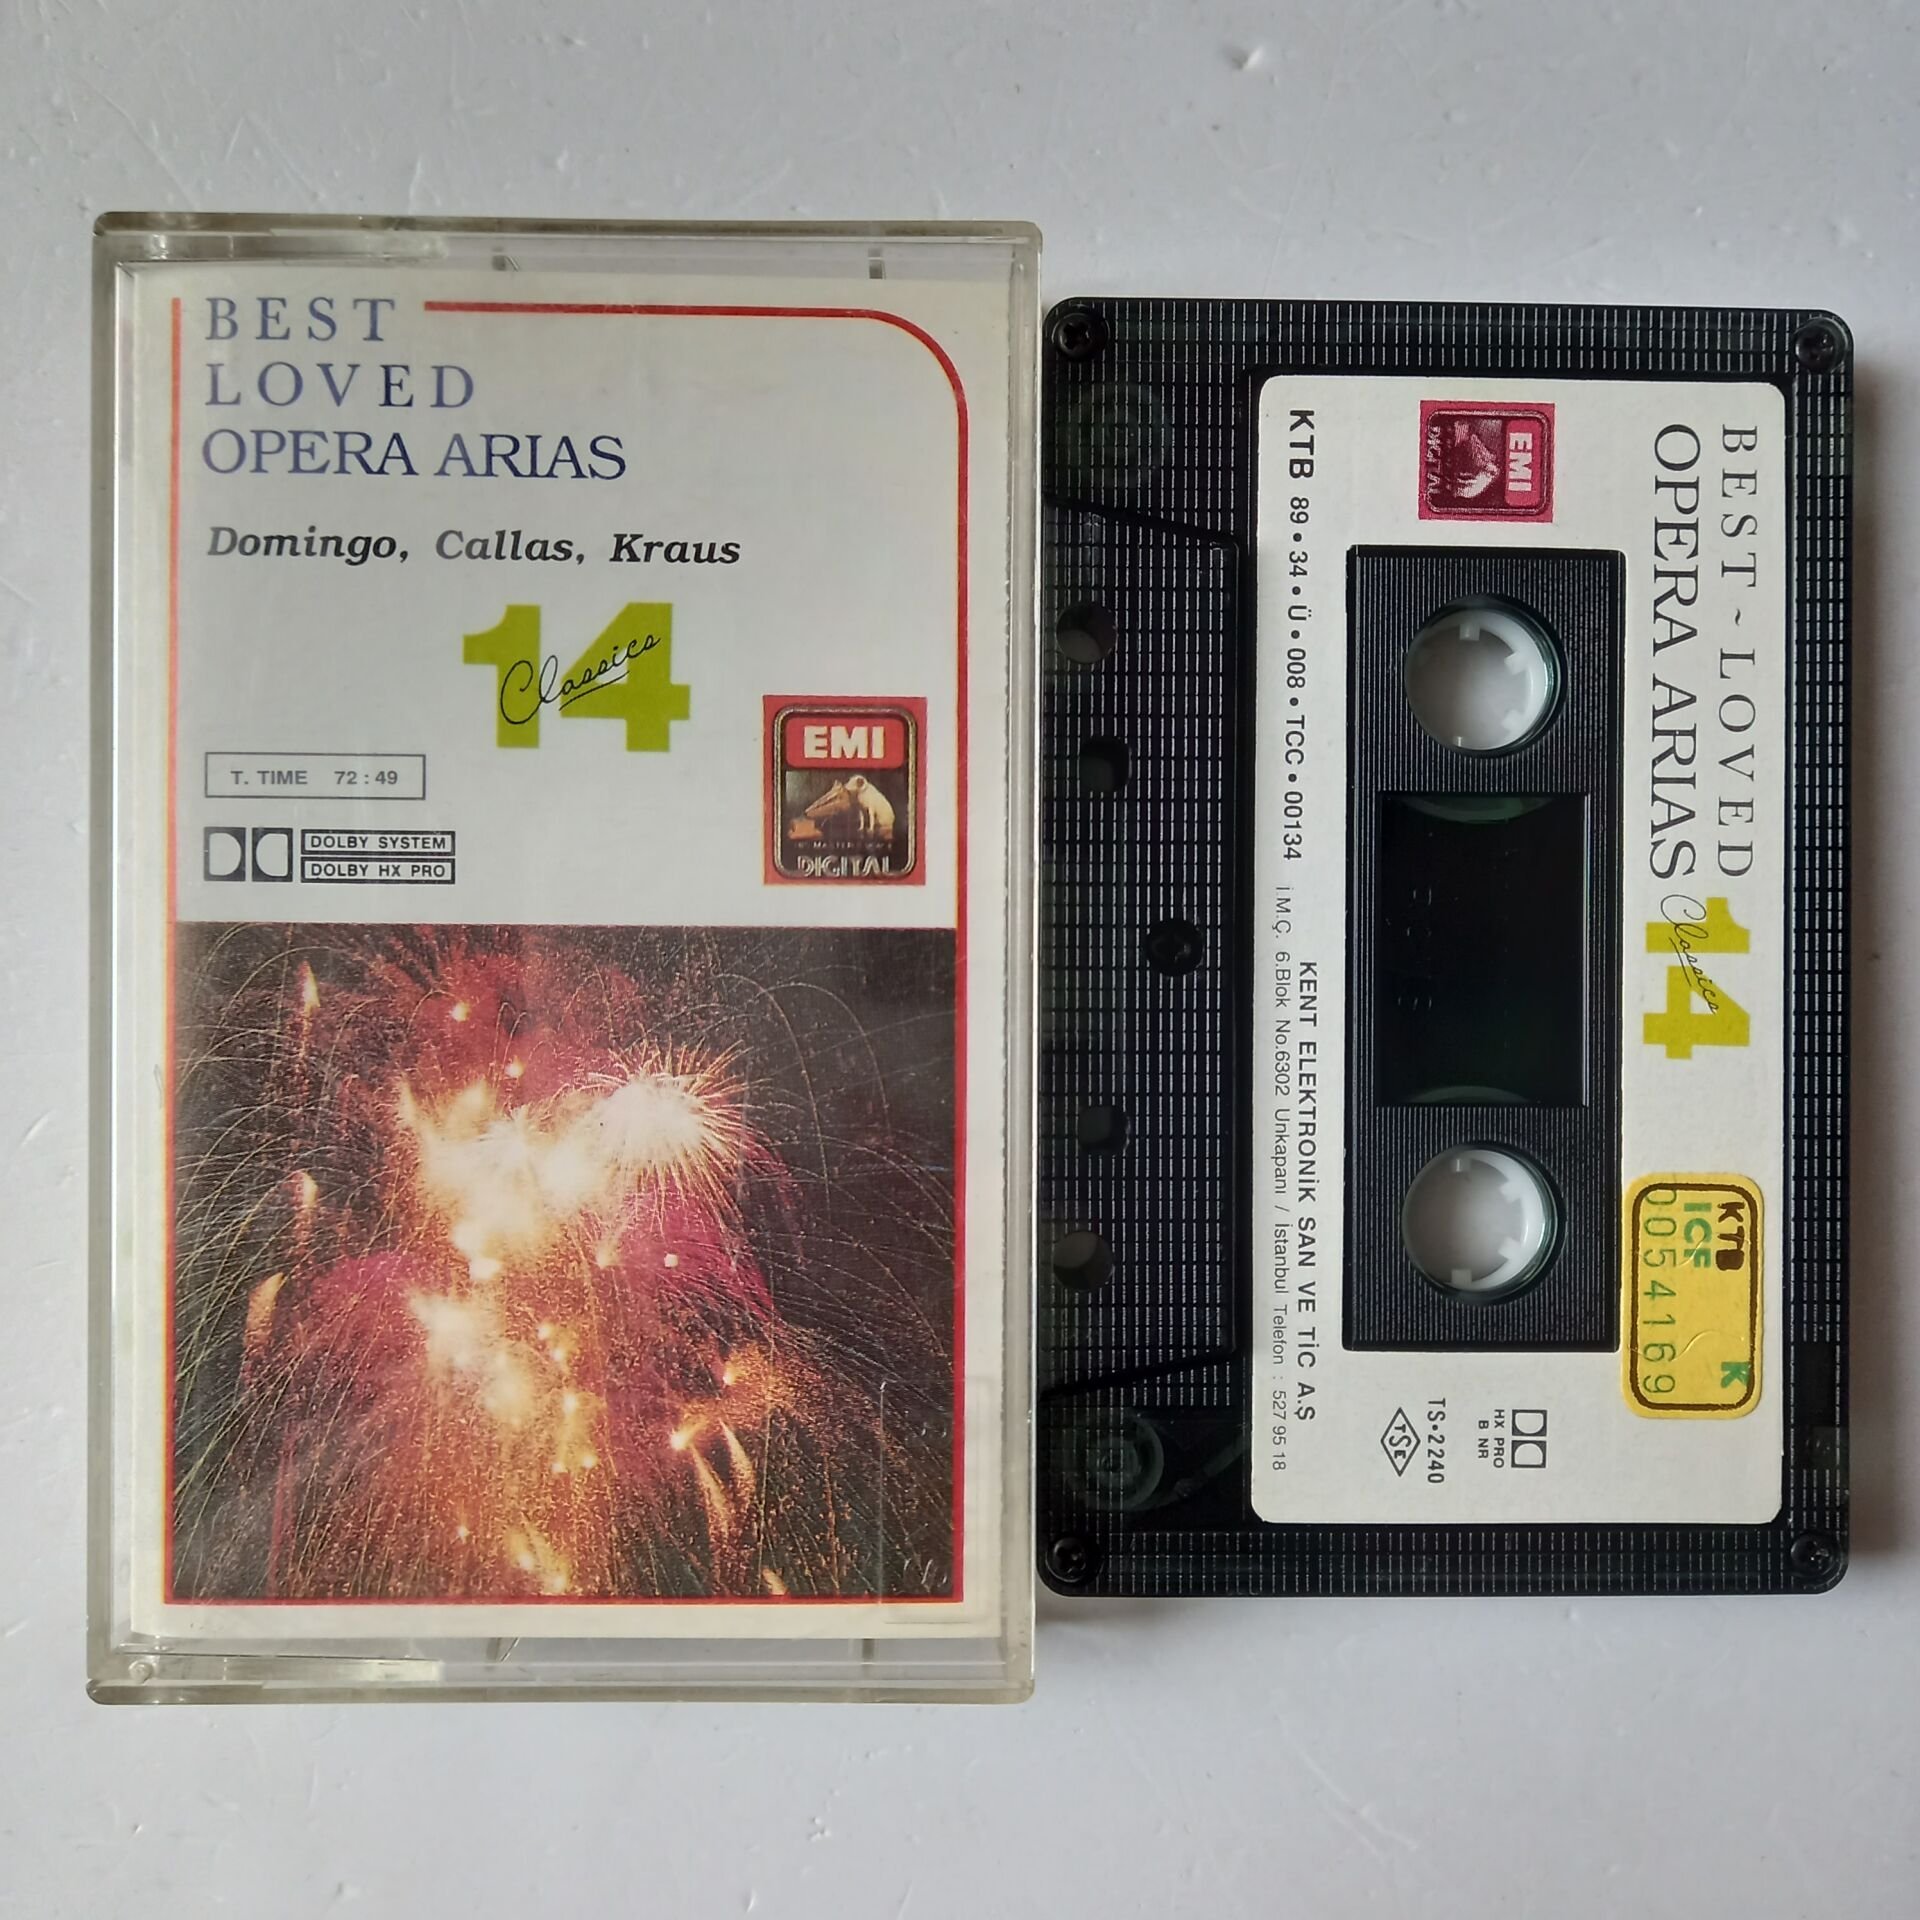 BEST
LOVED
OPERA ARIAS
Domingo, Callas, Kraus
14
Classics
T. TIME 72 : 49
DOLBY SYSTEM
DOLBY HX PRO
EMI
DIGITAL
BEST ~ LOVED
OPERA ARIAS
14
Classics
EMI
DIGITAL
KTB
ICE K
0054169
HX PRO
B NR
TS•2240
TSE
KTB 89 • 34 • Ü • 008 • TCC • 00134
KENT ELEKTRONİK SAN VE TİC A.Ş
İ.M.Ç. 6.Blok No.6302 Unkapanı / İstanbul Telefon : 527 95 18